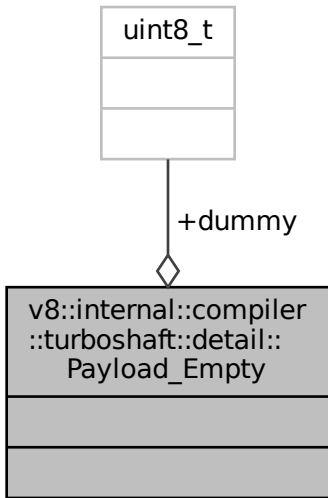 uint8_t
+dummy
v8::internal::compiler
::turboshaft::detail::
Payload_Empty